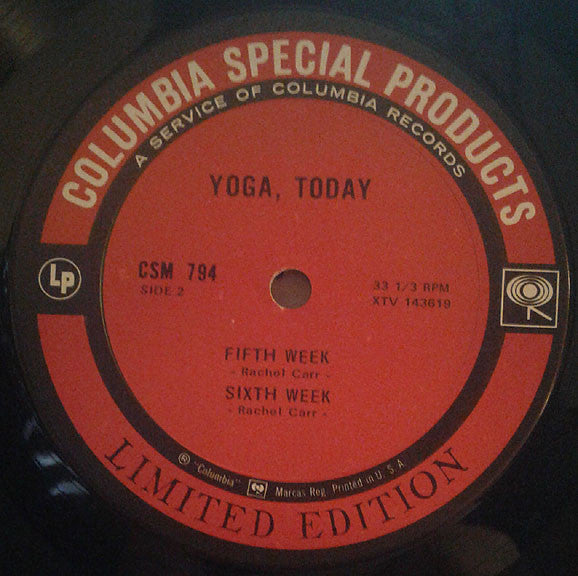 COLUMBIA SPECIAL PRODUCTS
A SERVICE OF COLUMBIA RECORDS
YOGA, TODAY
CSM 794
SIDE 2
33 1/3 RPM
XTV 143619
LP
FIFTH WEEK
- Rachel Carr -
SIXTH WEEK
- Rachel Carr -
® "Columbia" Marcas Reg. Printed in U. S. A.
LIMITED EDITION